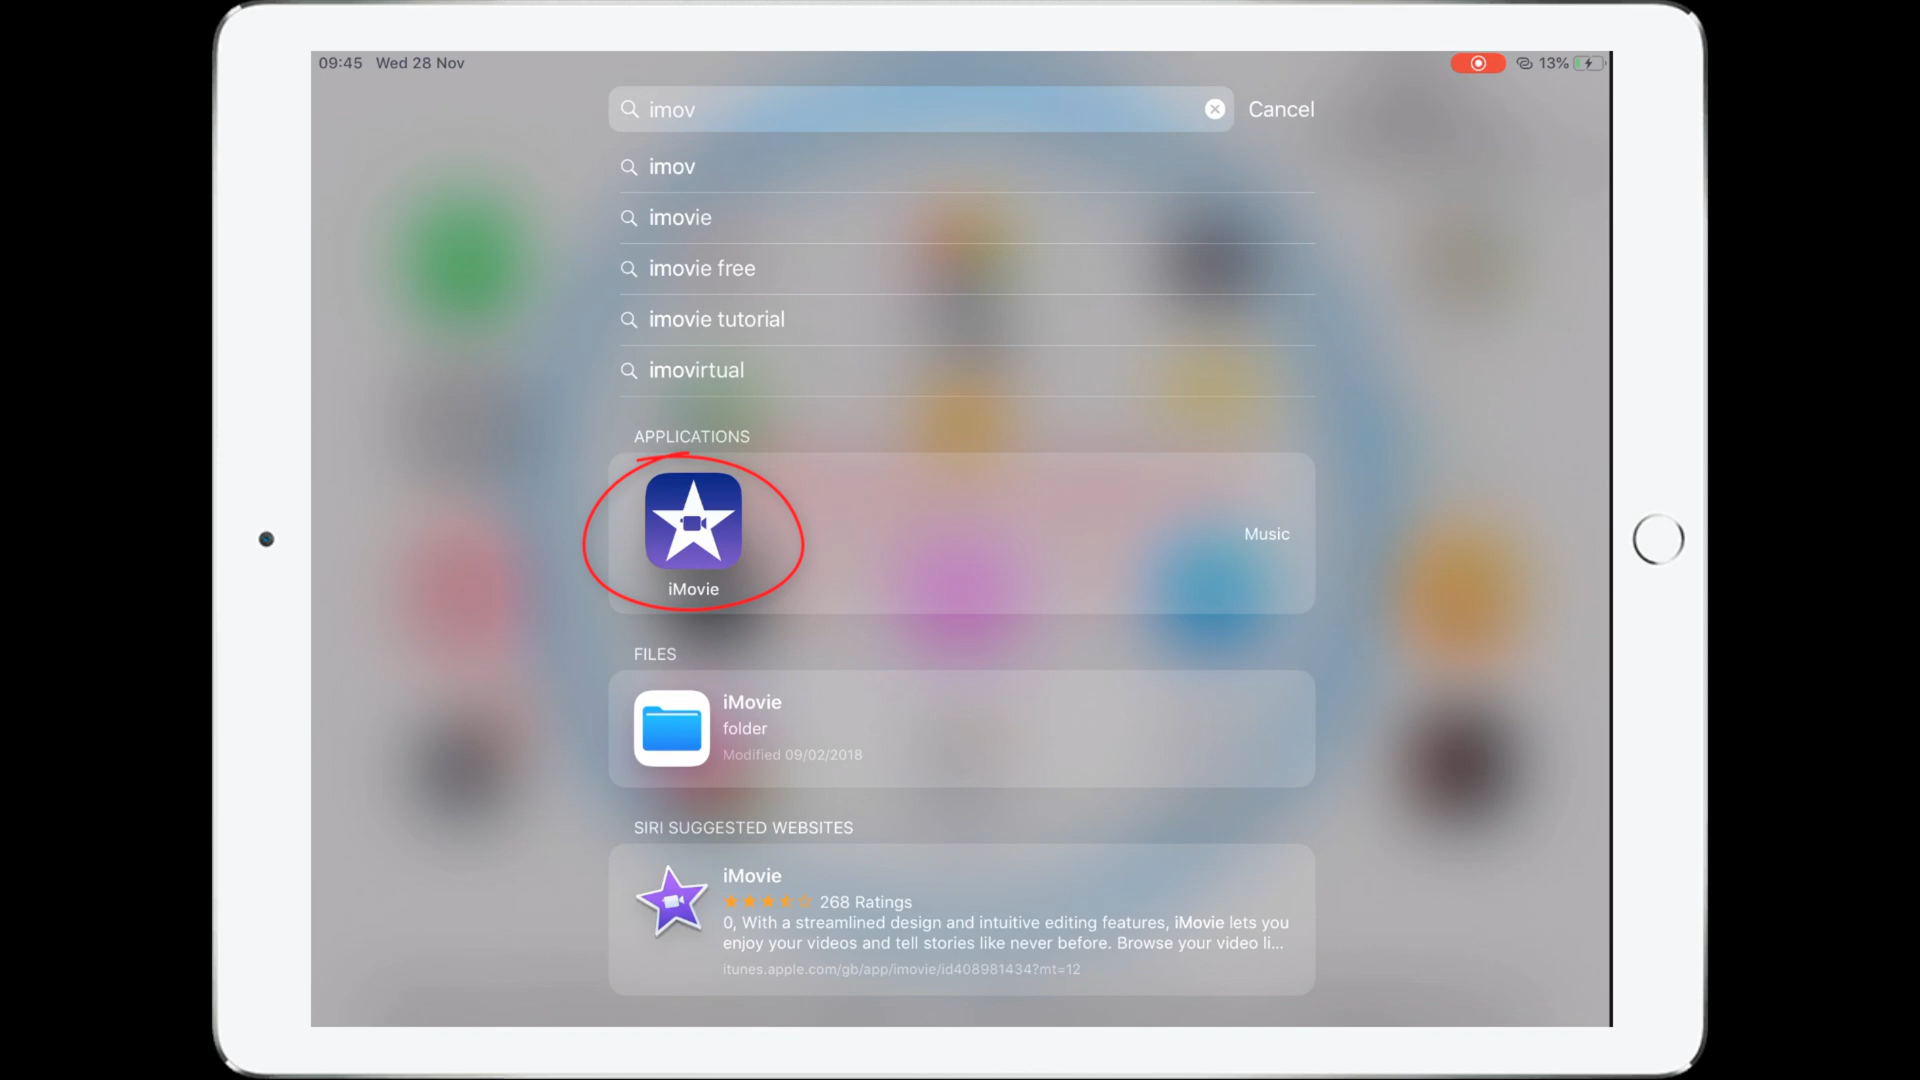 09:45 Wed 28 Nov
13%
imov
Cancel
imov
imovie
imovie free
imovie tutorial
imovirtual
APPLICATIONS
iMovie
Music
FILES
iMovie
folder
Modified 09/02/2018
SIRI SUGGESTED WEBSITES
iMovie
268 Ratings
0, With a streamlined design and intuitive editing features, iMovie lets you
enjoy your videos and tell stories like never before. Browse your video li...
itunes.apple.com/gb/app/imovie/id408981434?mt=12